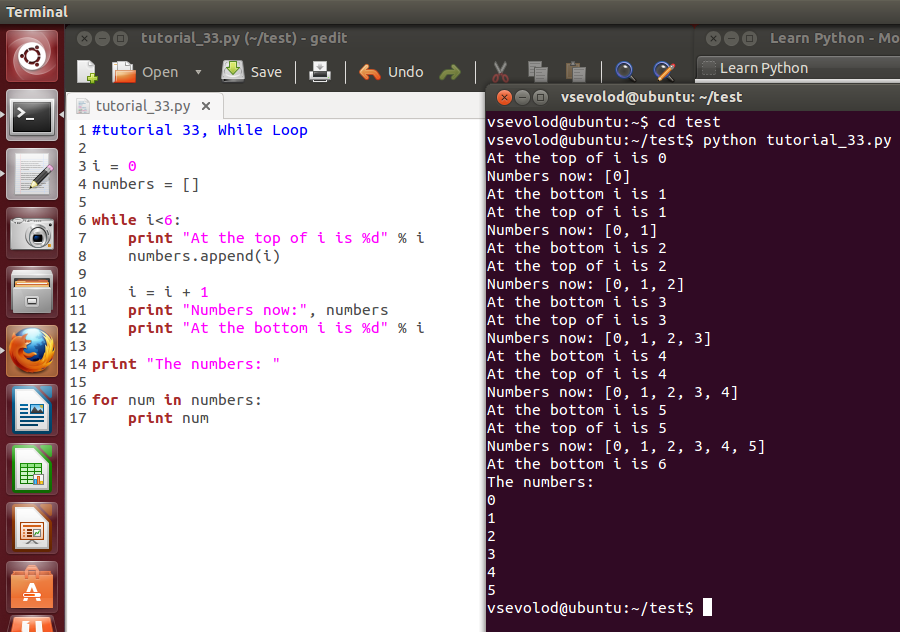 Terminal
tutorial_33.py (~/test) - gedit
Learn Python - Mo
Open
Save
Undo
Learn Python
tutorial_33.py
vsevolod@ubuntu: ~/test
1 #tutorial 33, While Loop
2
3 i = 0
4 numbers = []
5
6 while i<6:
7     print "At the top of i is %d" % i
8     numbers.append(i)
9
10     i = i + 1
11     print "Numbers now:", numbers
12     print "At the bottom i is %d" % i
13
14 print "The numbers: "
15
16 for num in numbers:
17     print num
vsevolod@ubuntu:~$ cd test
vsevolod@ubuntu:~/test$ python tutorial_33.py
At the top of i is 0
Numbers now: [0]
At the bottom i is 1
At the top of i is 1
Numbers now: [0, 1]
At the bottom i is 2
At the top of i is 2
Numbers now: [0, 1, 2]
At the bottom i is 3
At the top of i is 3
Numbers now: [0, 1, 2, 3]
At the bottom i is 4
At the top of i is 4
Numbers now: [0, 1, 2, 3, 4]
At the bottom i is 5
At the top of i is 5
Numbers now: [0, 1, 2, 3, 4, 5]
At the bottom i is 6
The numbers:
0
1
2
3
4
5
vsevolod@ubuntu:~/test$